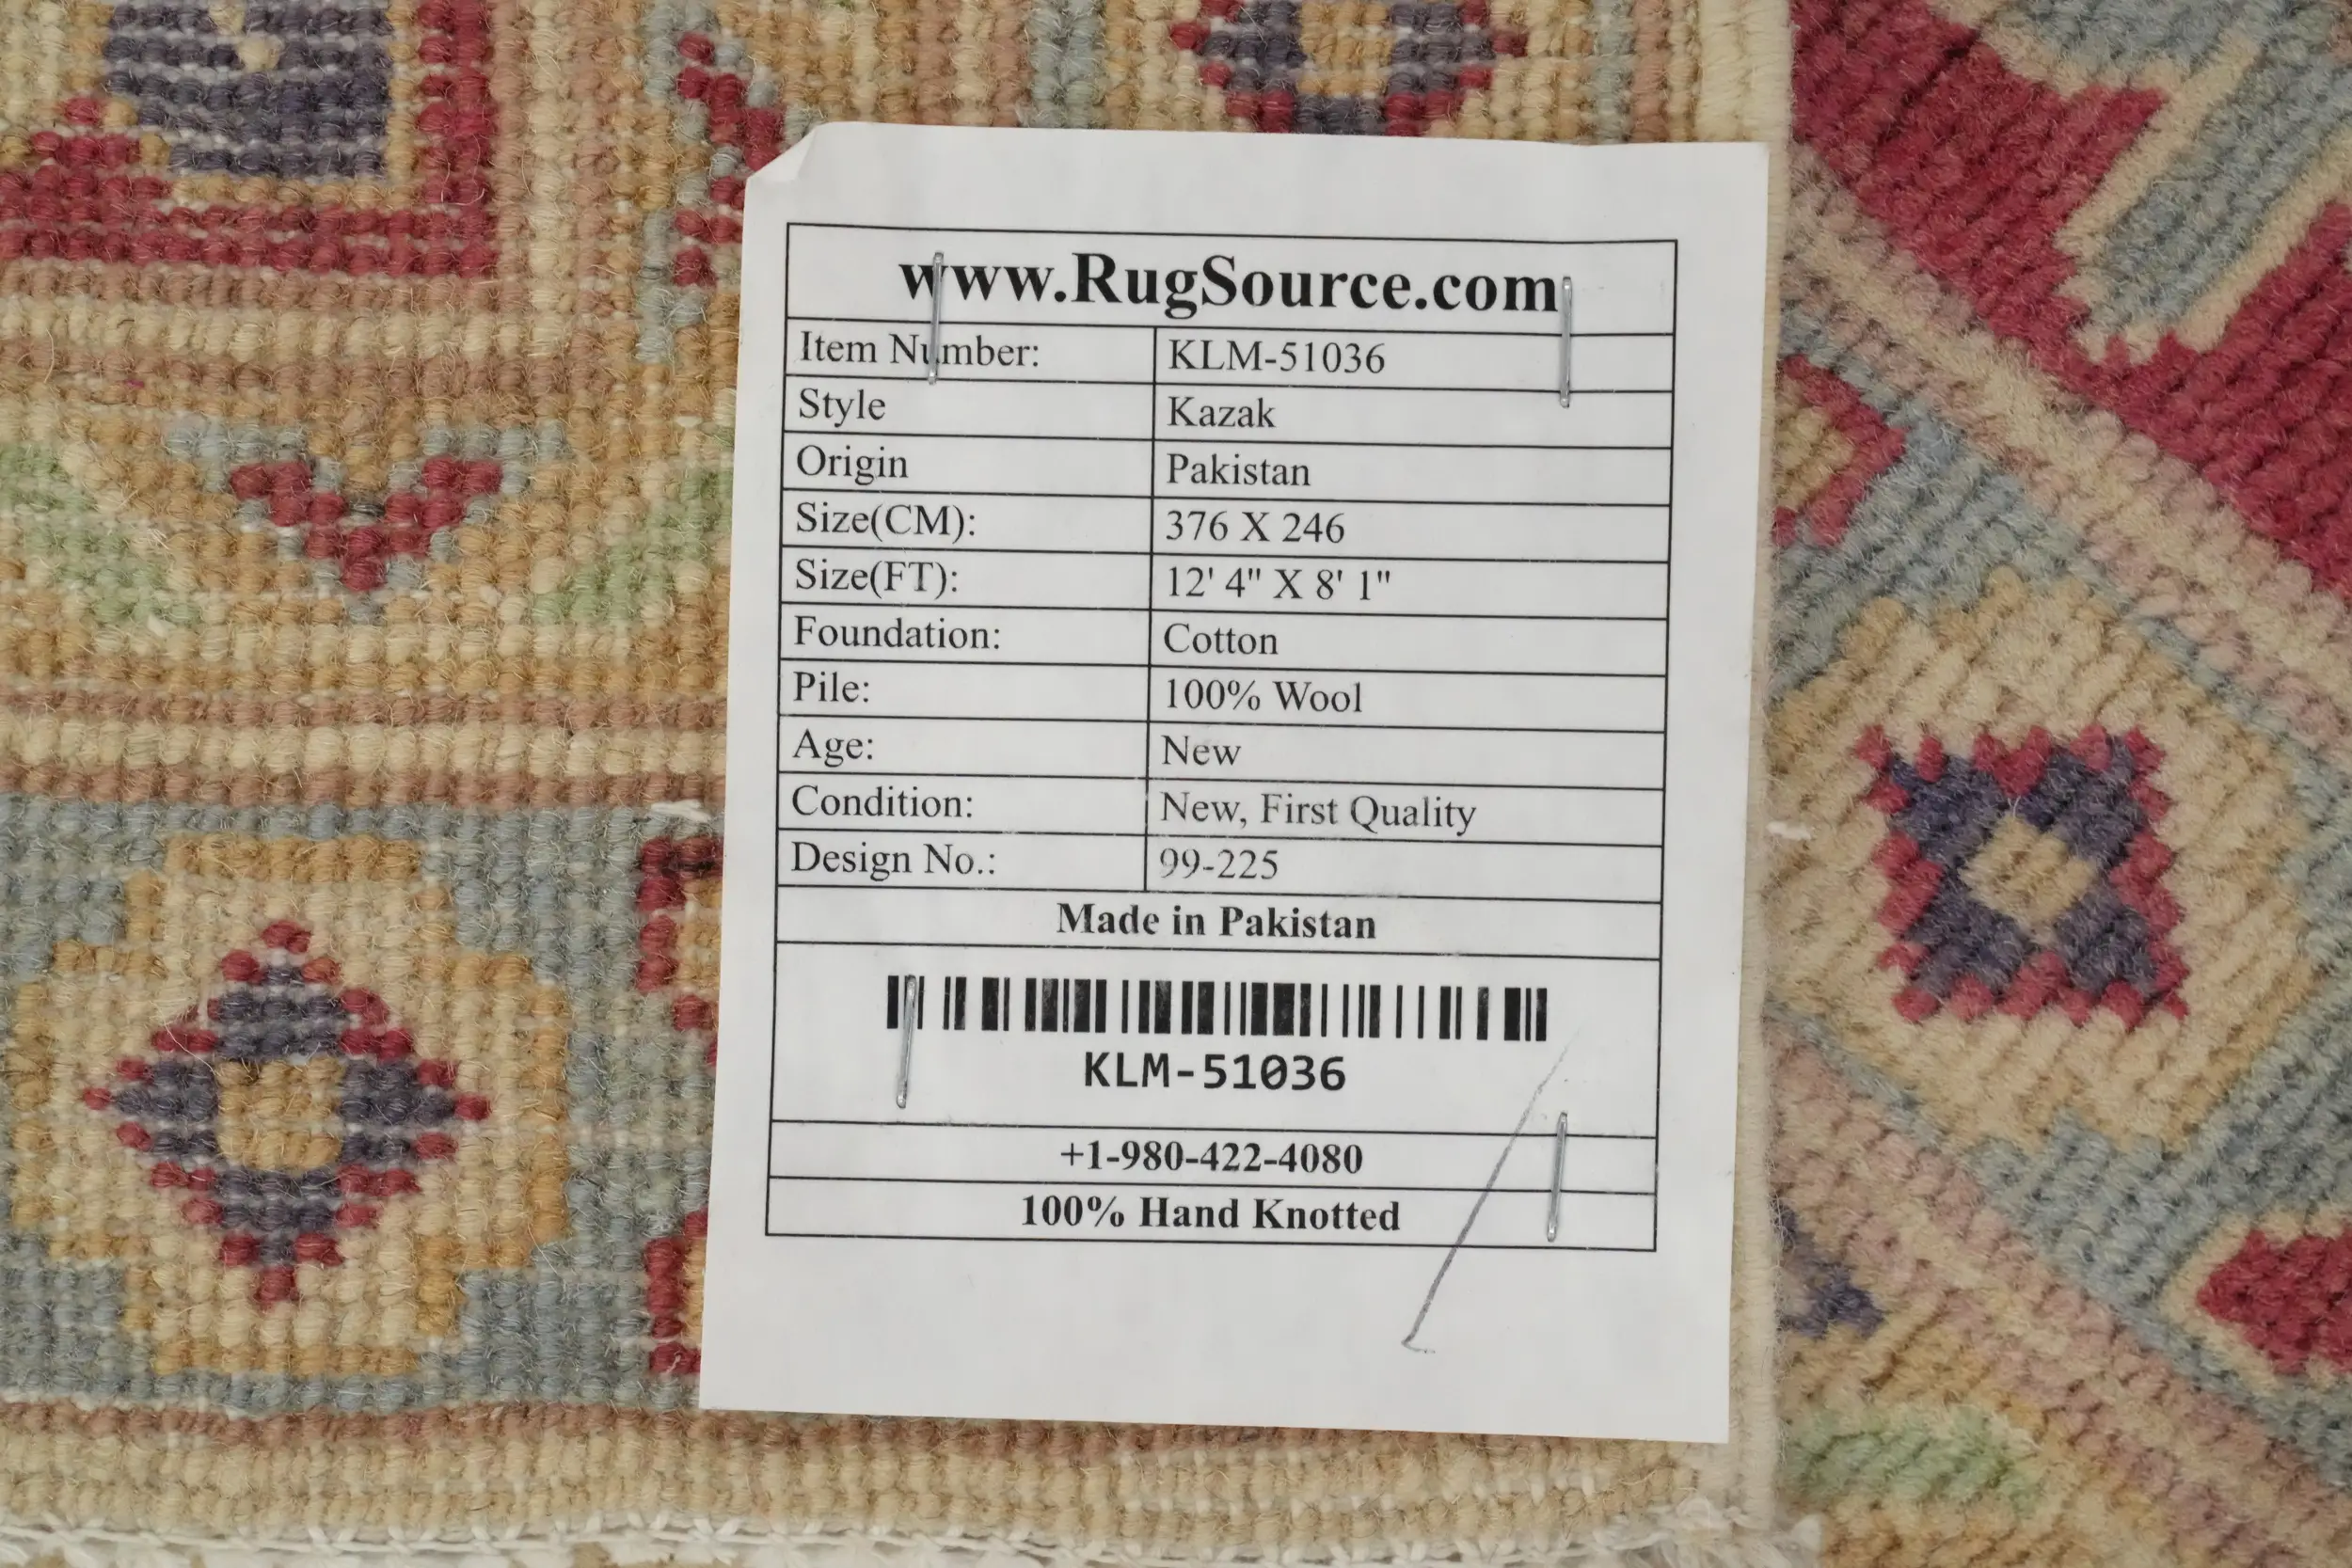 www.RugSource.com
Item Number: KLM-51036
Style Kazak
Origin Pakistan
Size(CM): 376 X 246
Size(FT): 12' 4" X 8' 1"
Foundation: Cotton
Pile: 100% Wool
Age: New
Condition: New, First Quality
Design No.: 99-225
Made in Pakistan
KLM-51036
+1-980-422-4080
100% Hand Knotted